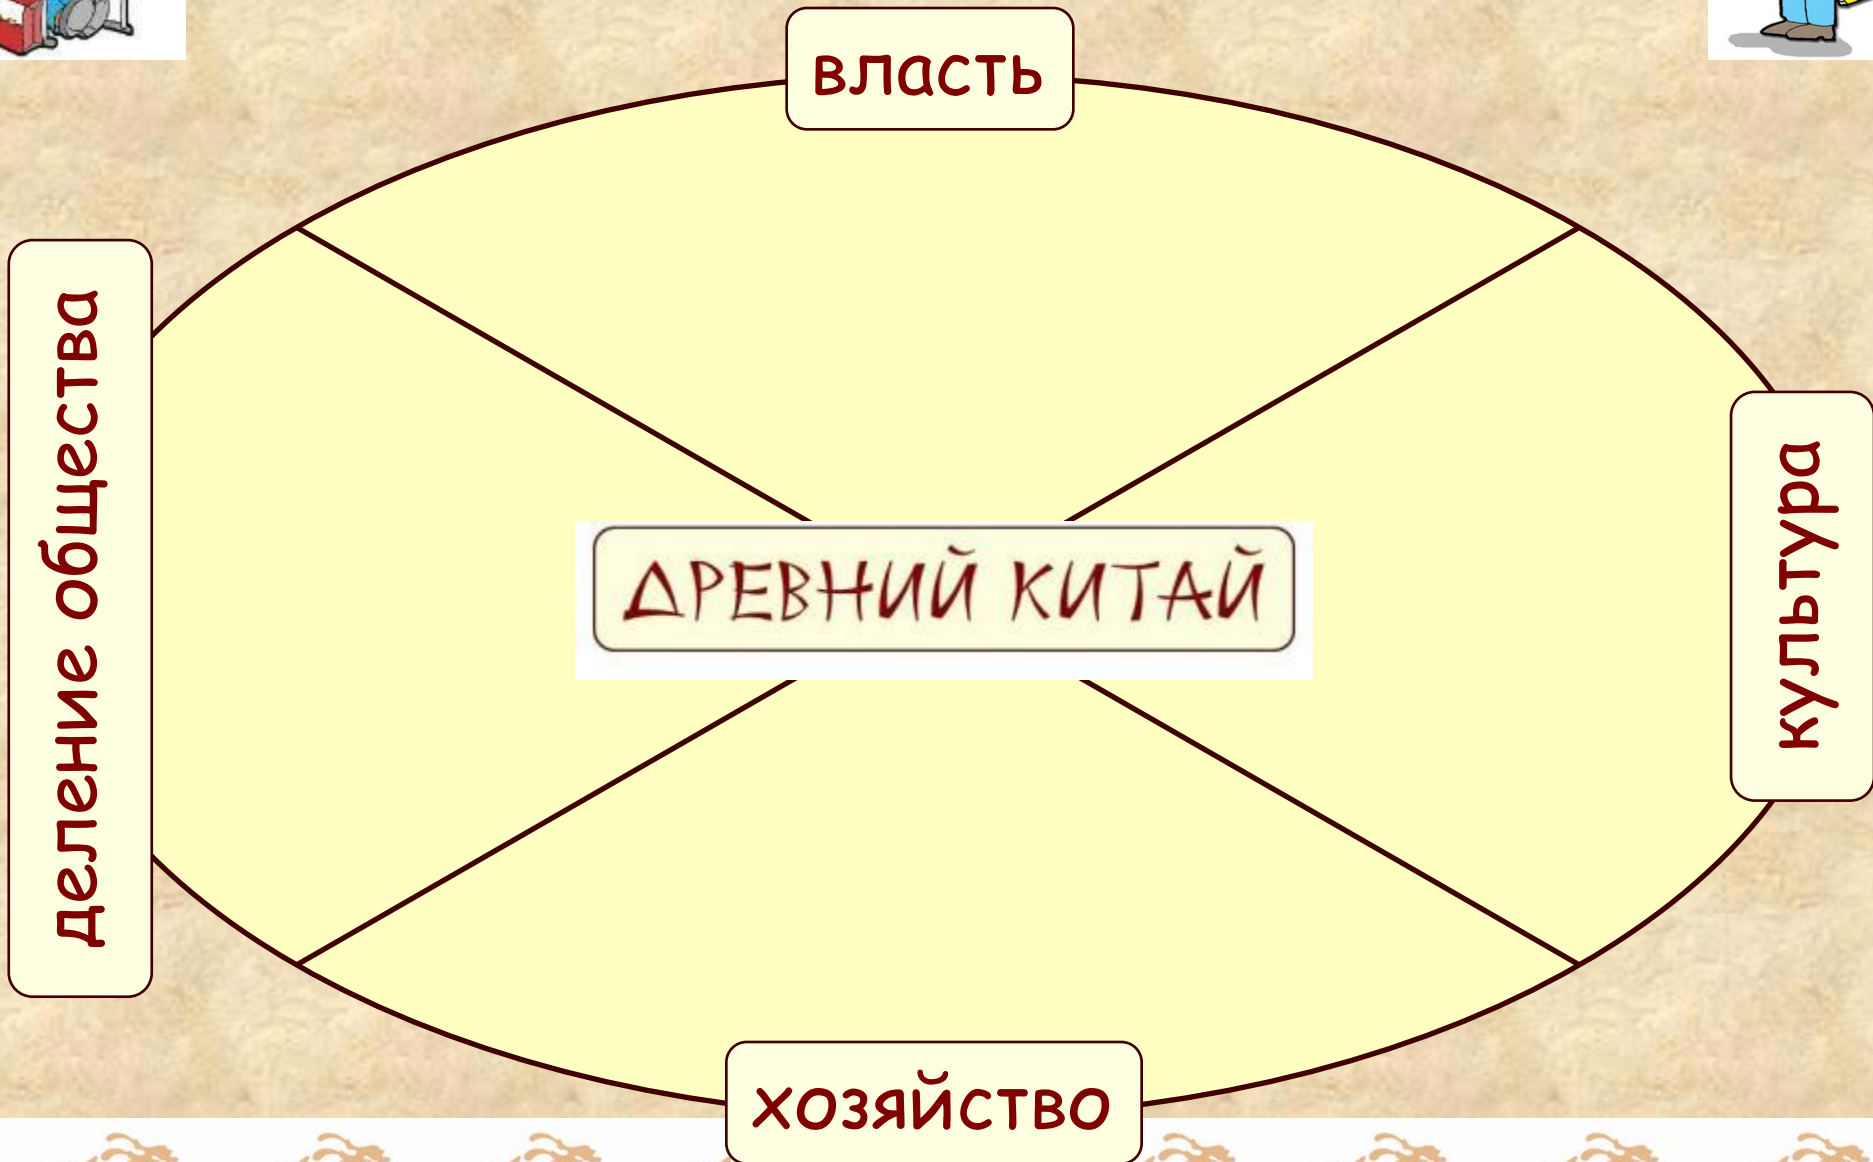 власть
деление общества
ДРЕВНИЙ КИТАЙ
культура
хозяйство